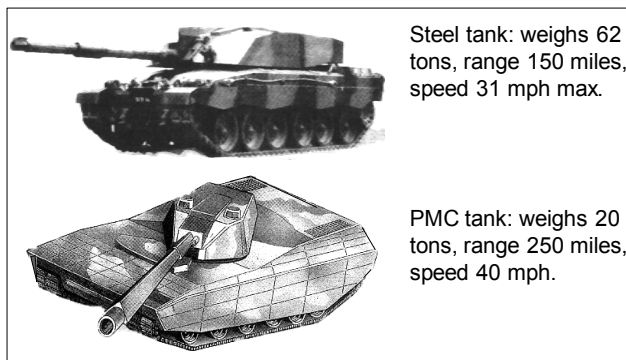 Steel tank: weighs 62
tons, range 150 miles,
speed 31 mph max.
PMC tank: weighs 20
tons, range 250 miles,
speed 40 mph.